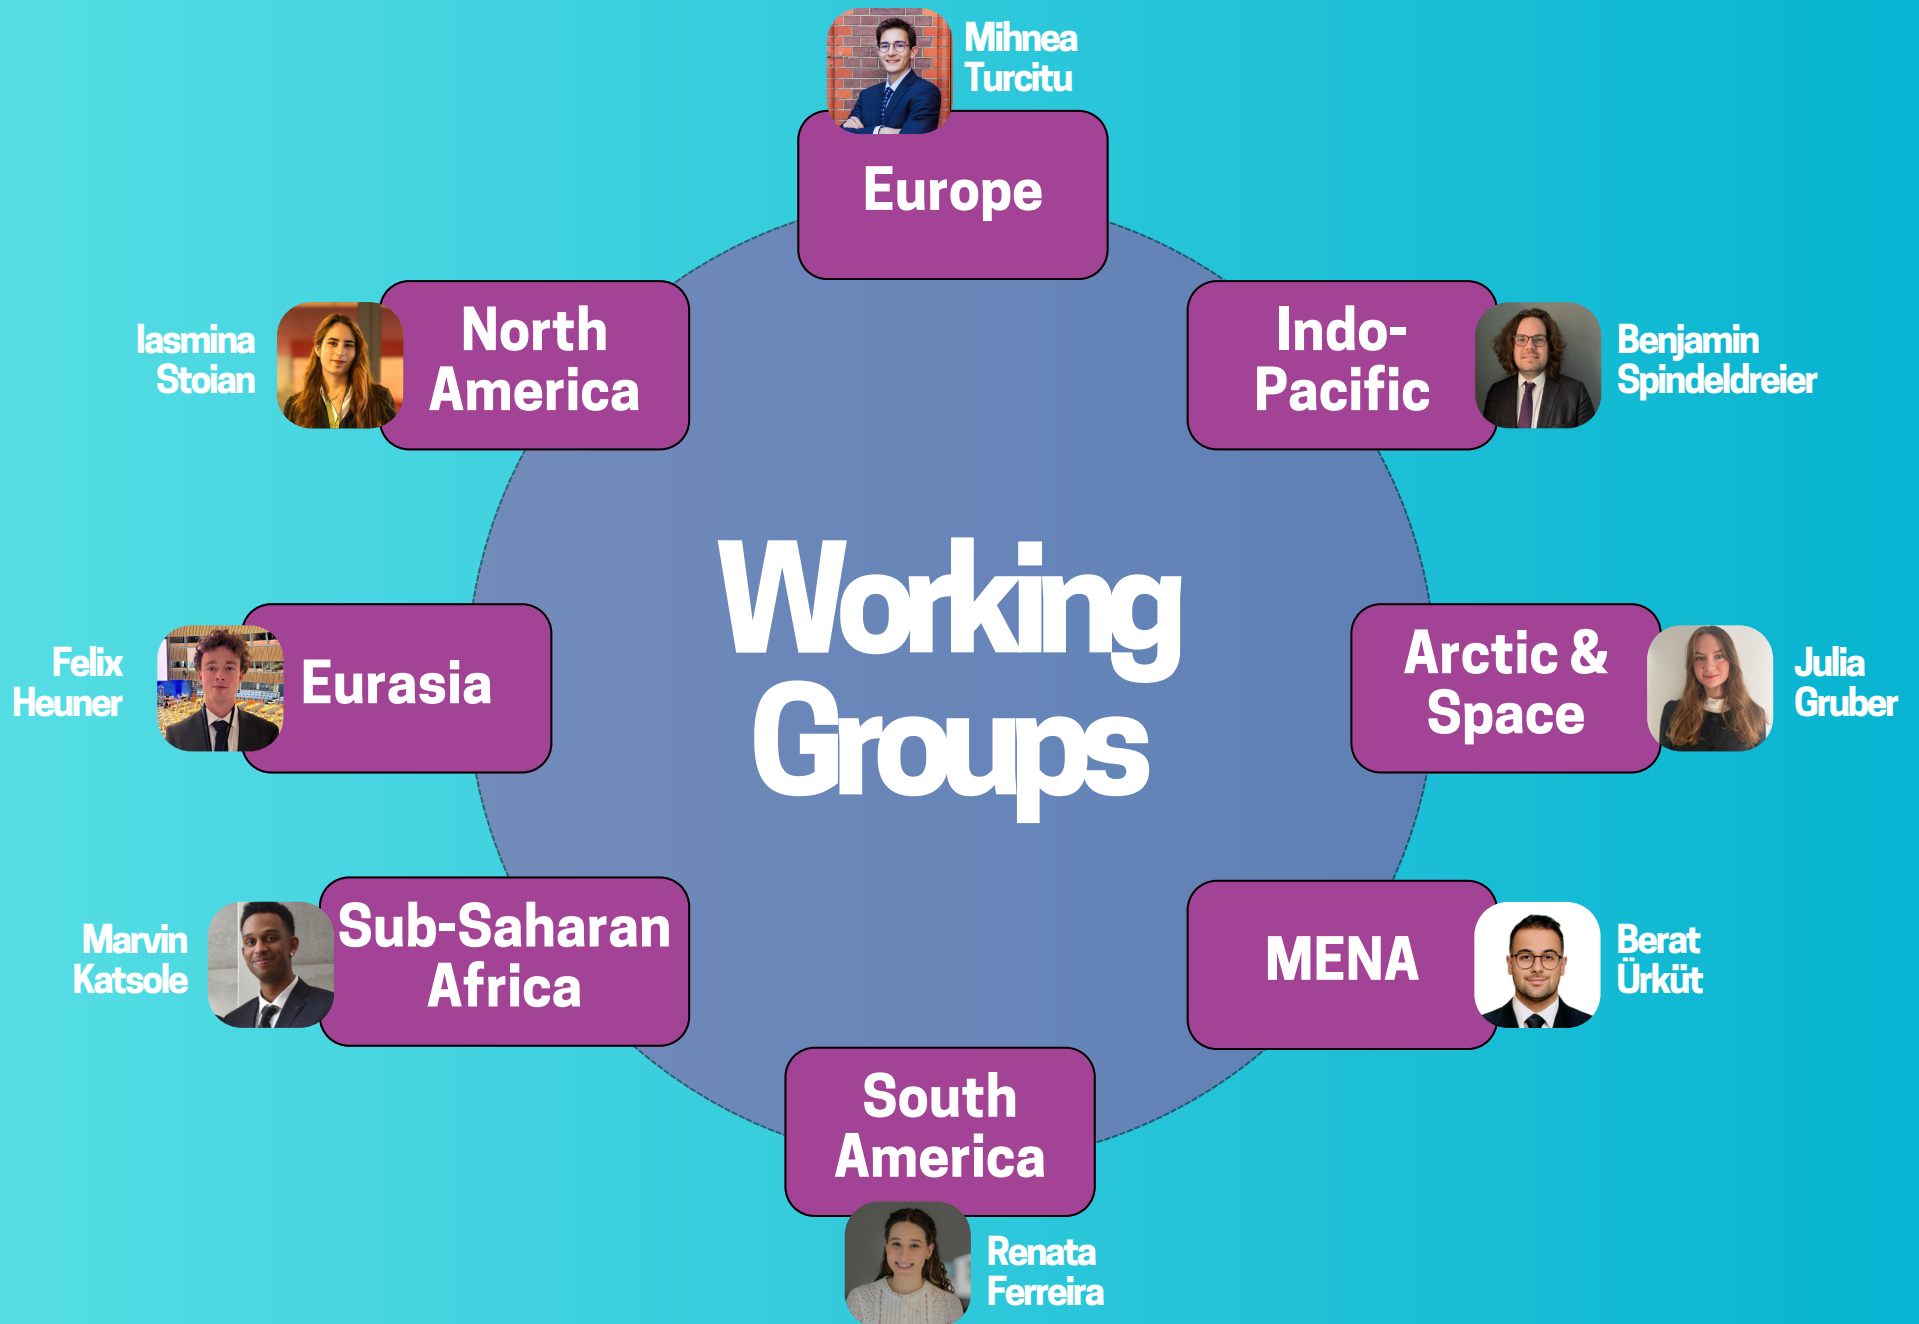 Mihnea
Turcitu
Europe
Iasmina
Stoian
North
America
Indo-
Pacific
Benjamin
Spindeldreier
Working
Groups
Felix
Heuner
Eurasia
Arctic &
Space
Julia
Gruber
Marvin
Katsole
Sub-Saharan
Africa
MENA
Berat
Ürküt
South
America
Renata
Ferreira